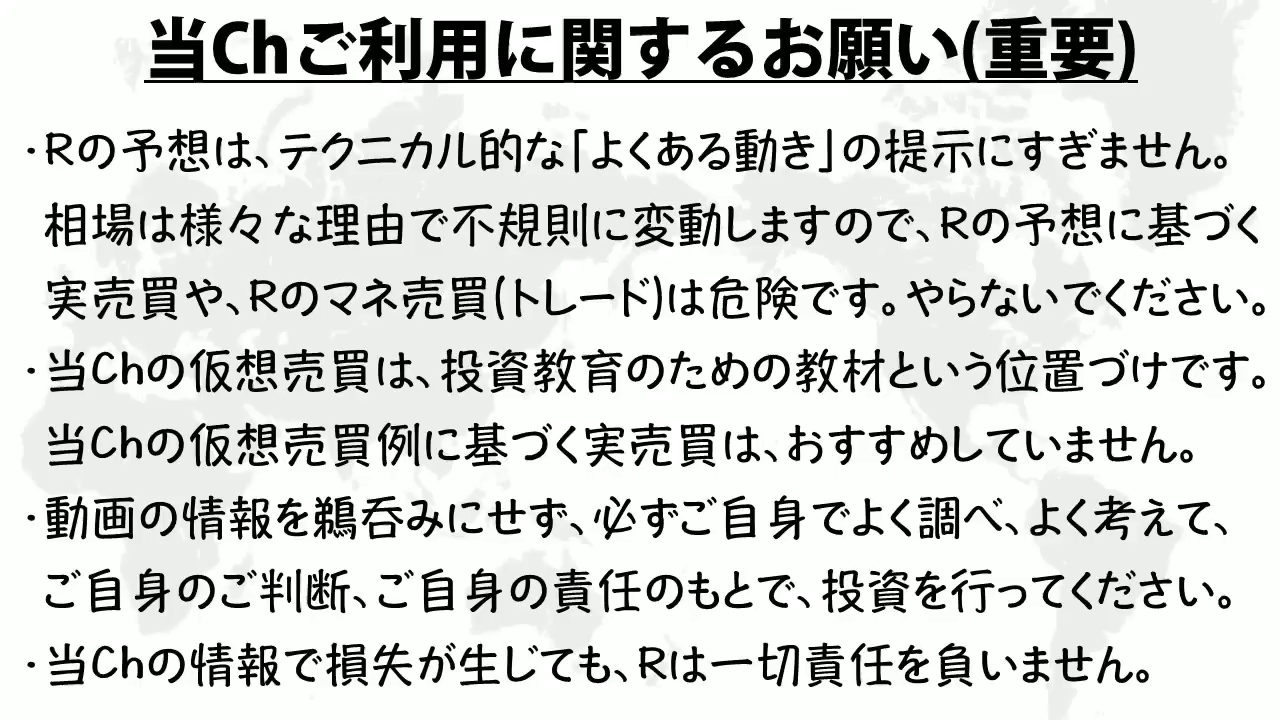 当Chご利用に関するお願い(重要)
・Rの予想は、テクニカル的な「よくある動き」の提示にすぎません。
相場は様々な理由で不規則に変動しますので、Rの予想に基づく
実売買や、Rのマネ売買(トレード)は危険です。やらないでください。
・当Chの仮想売買は、投資教育のための教材という位置づけです。
当Chの仮想売買例に基づく実売買は、おすすめしていません。
・動画の情報を鵜呑みにせず、必ずご自身でよく調べ、よく考えて、
ご自身のご判断、ご自身の責任のもとで、投資を行ってください。
・当Chの情報で損失が生じても、Rは一切責任を負いません。